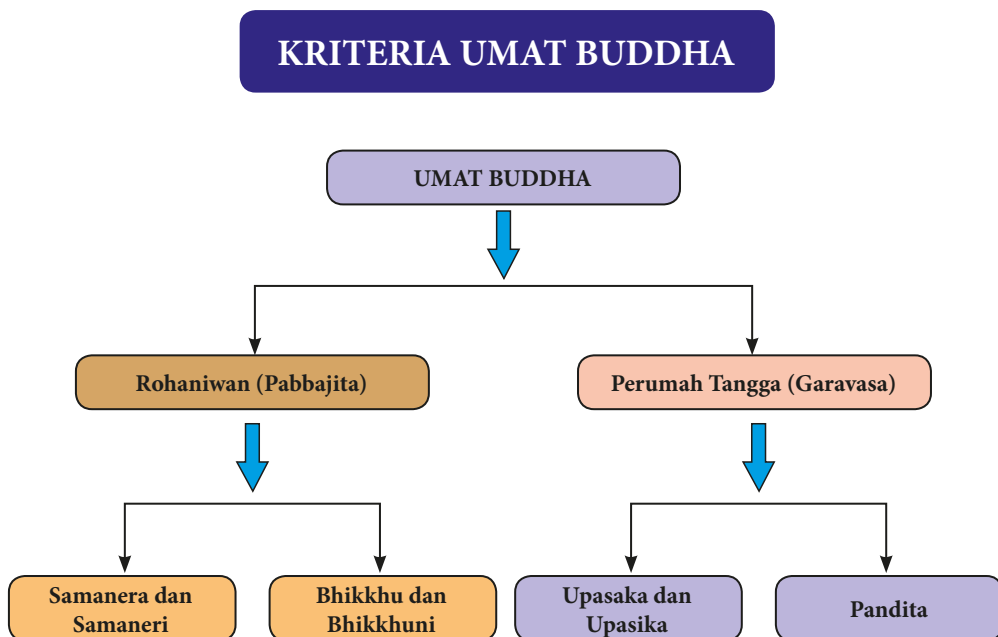 KRITERIA UMAT BUDDHA
UMAT BUDDHA
Rohaniwan (Pabbajita)
Perumah Tangga (Garavasa)
Samanera dan
Samaneri
Bhikkhu dan
Bhikkhuni
Upasaka dan
Upasika
Pandita